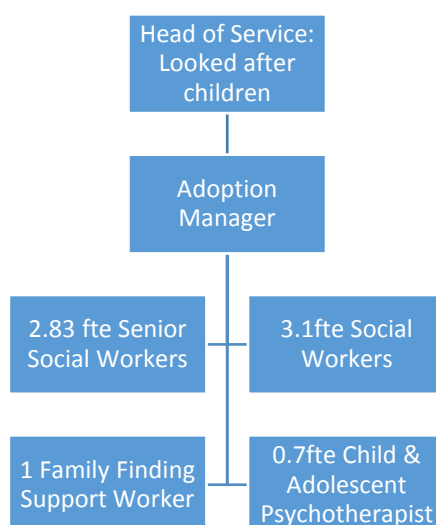 Head of Service:
Looked after
children
Adoption
Manager
2.83 fte Senior
Social Workers
3.1fte Social
Workers
1 Family Finding
Support Worker
0.7fte Child &
Adolescent
Psychotherapist